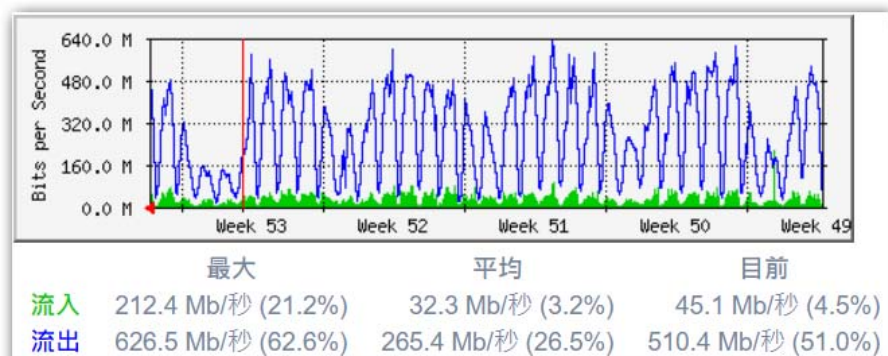 Bits per Second
640.0 M
480.0 M
320.0 M
160.0 M
0.0 M
Week 53 Week 52 Week 51 Week 50 Week 49
最大 平均 目前
流入 212.4 Mb/秒 (21.2%) 32.3 Mb/秒 (3.2%) 45.1 Mb/秒 (4.5%)
流出 626.5 Mb/秒 (62.6%) 265.4 Mb/秒 (26.5%) 510.4 Mb/秒 (51.0%)